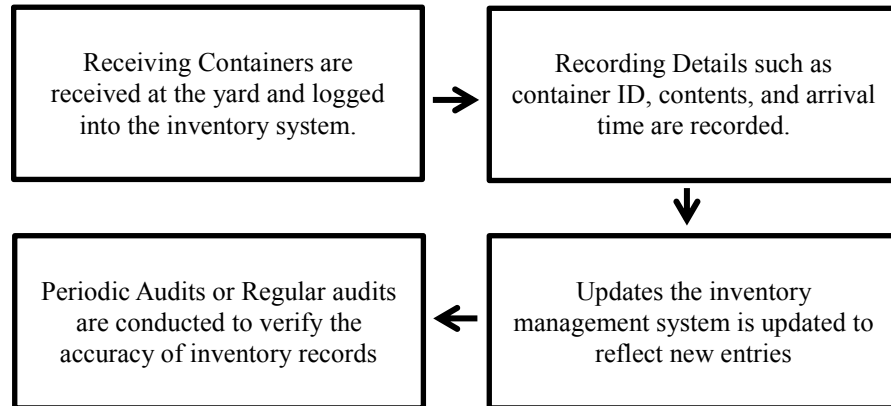 Receiving Containers are
received at the yard and logged
into the inventory system.
Recording Details such as
container ID, contents, and arrival
time are recorded.
Updates the inventory
management system is updated to
reflect new entries
Periodic Audits or Regular audits
are conducted to verify the
accuracy of inventory records